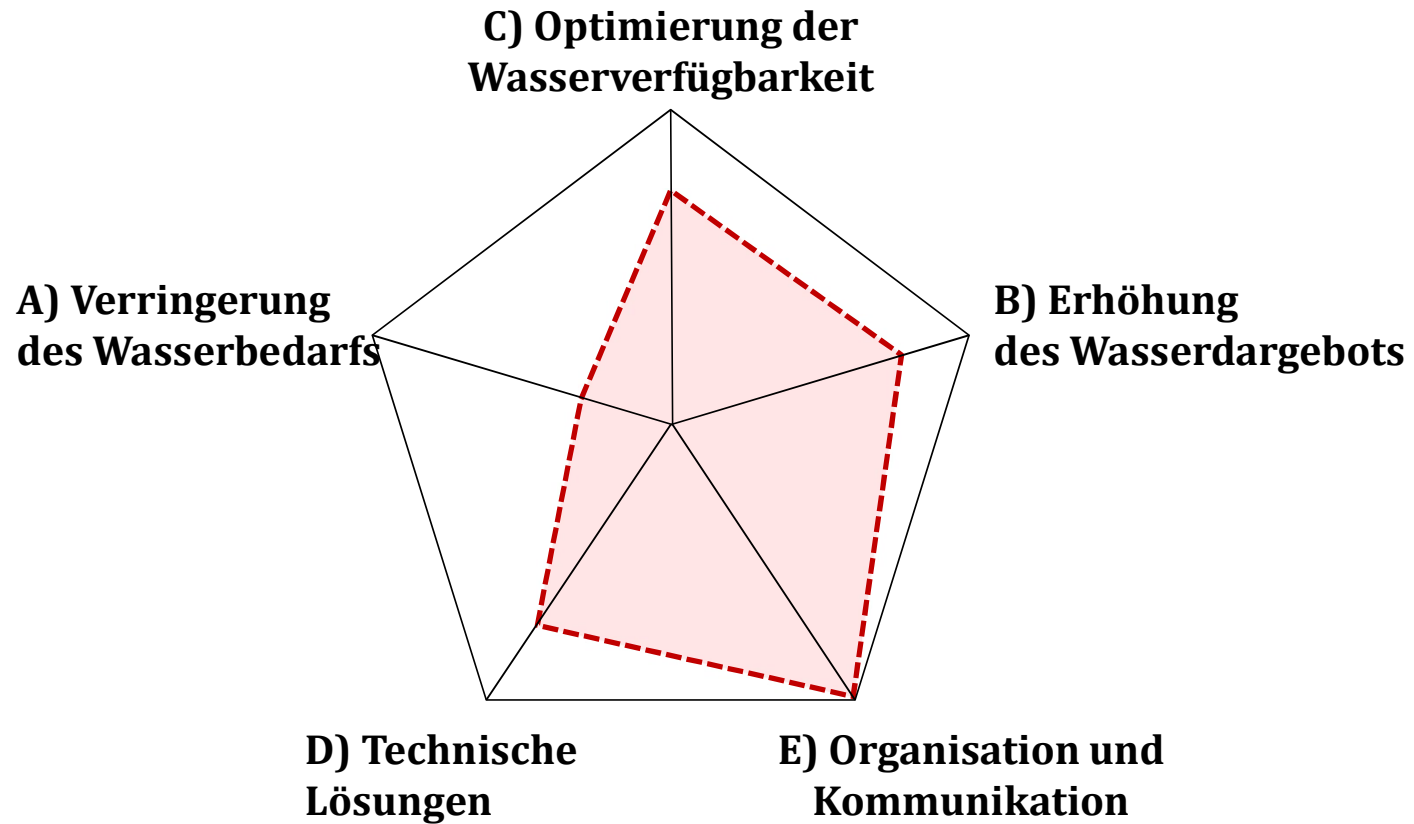 C) Optimierung der
Wasserverfügbarkeit
A) Verringerung
des Wasserbedarfs
B) Erhöhung
des Wasserdargebots
D) Technische
Lösungen
E) Organisation und
Kommunikation